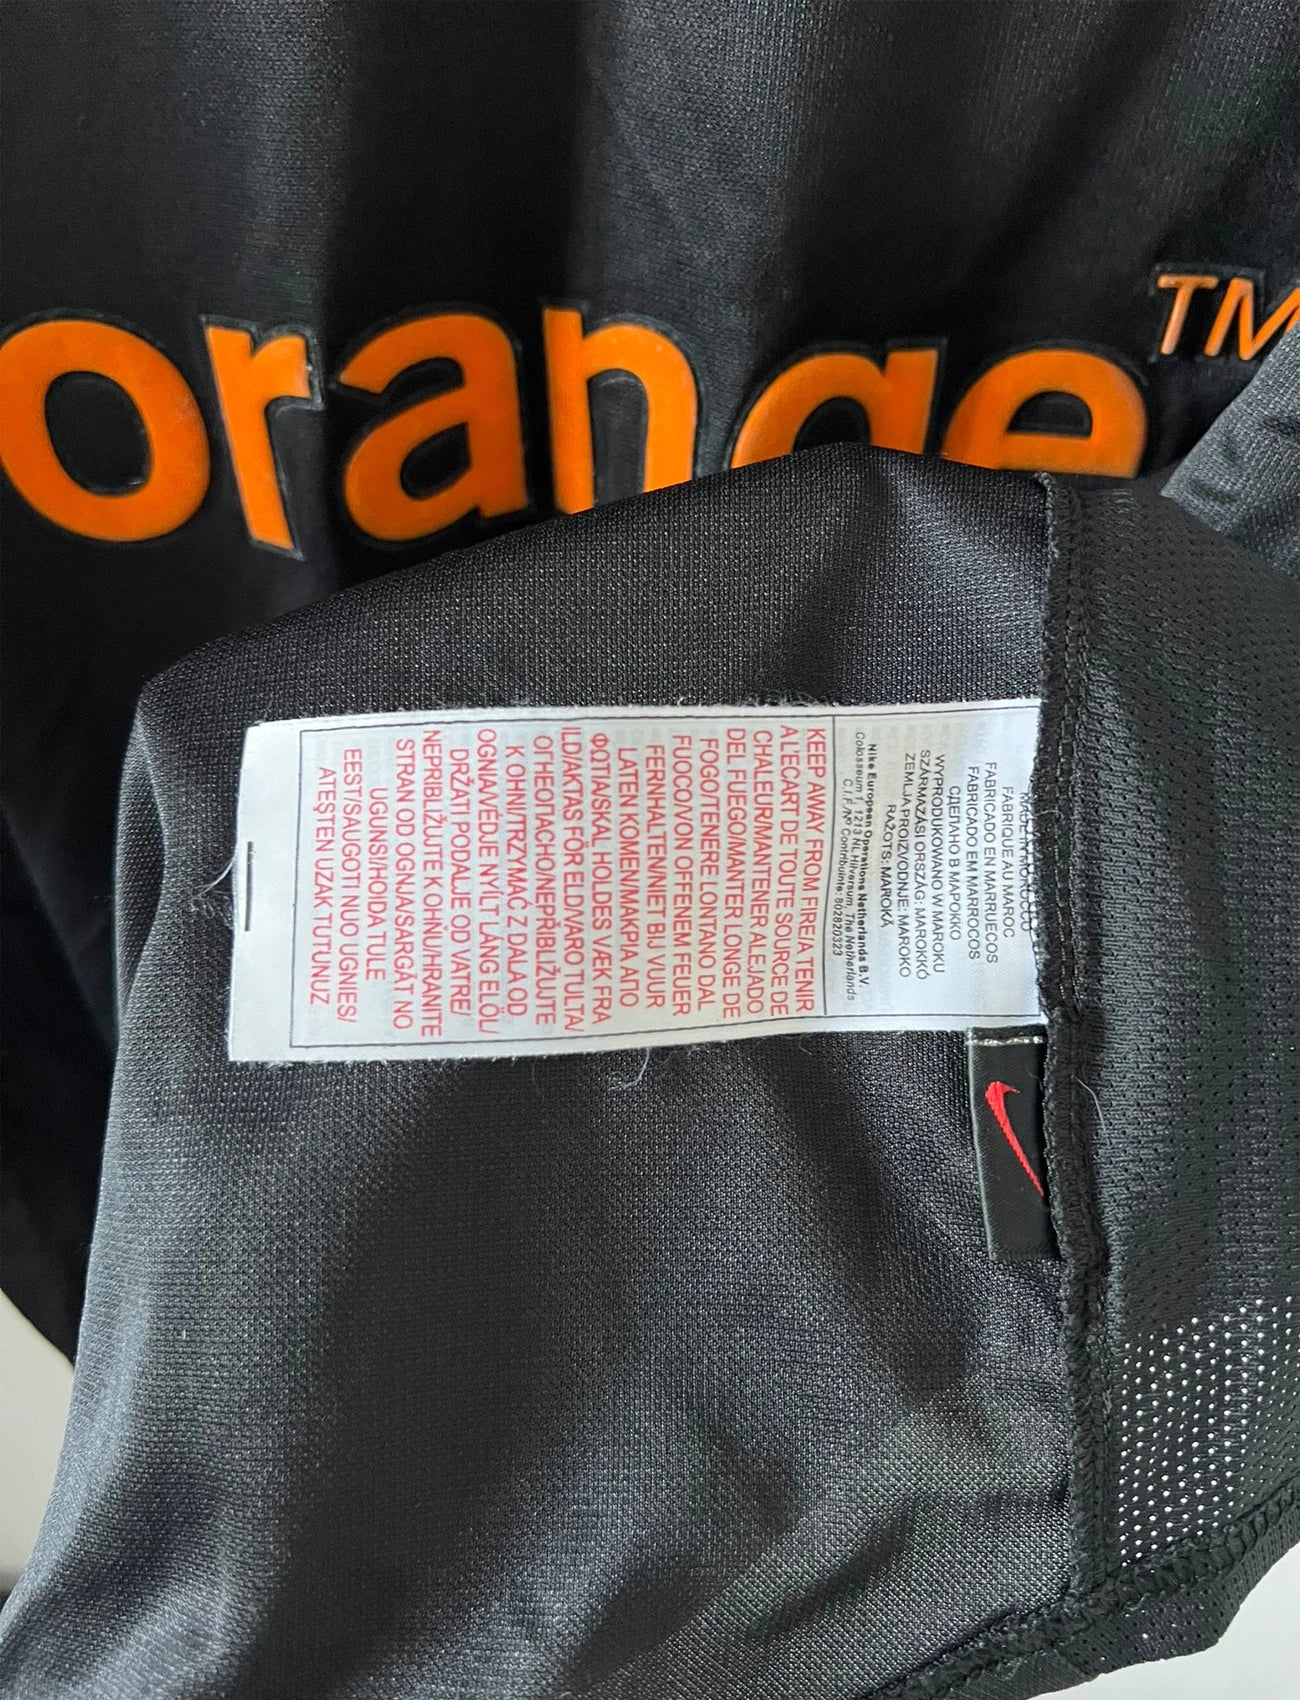 orange™
MADE IN MOROCCO
FABRIQUE AU MAROC
FABRICADO EN MARRUECOS
FABRICADO EM MARROCOS
СДЕЛАНО В МАРОКО
WYPRODUKOWANO W MAROKU
SZÁRMAZÁSI ORSZÁG: MAROKKÓ
ZEMLJA PROIZVODNJE: MAROKO
RAŽOTS: MAROKĀ
Nike European Operations Netherlands B.V.
Colosseum 1, 1213 NL Hilversum, The Netherlands
C.I.F./Nº Contribuinte: 802820323
KEEP AWAY FROM FIRE/A TENIR
A L'ECART DE TOUTE SOURCE DE
CHALEUR/MANTENER ALEJADO
DEL FUEGO/MANTER LONGE DE
FOGO/TENERE LONTANO DAL
FUOCO/VON OFFENEM FEUER
FERNHALTEN/NIET BIJ VUUR
LATEN KOMEN/ΜΑΚΡΙΑ ΑΠΟ
ΦΩΤΙΑ/SKAL HOLDES VÆK FRA
ILD/AKTAS FÖR ELD/VARO TULTA/
ОТНЕОПАСНО/NEPŘIBLIŽUJTE
K OHNI/TRZYMAĆ Z DALA OD
OGNIA/VÉDJE NYÍLT LÁNG ELŐL/
DRŽATI PODALJE OD VATRE/
NEPRIBLIŽUJTE K OHŇU/HRANITE
STRAN OD OGNJA/SARGĀT NO
UGUNS!/HOIDA TULE
EEST/SAUGOTI NUO UGNIES/
ATEŞTEN UZAK TUTUNUZ